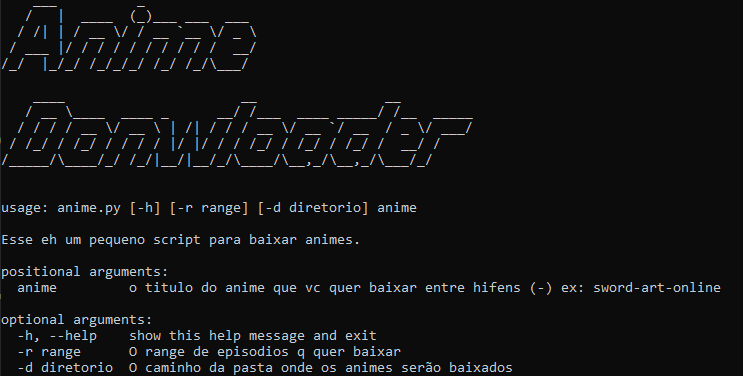 Anime
Downloader
usage: anime.py [-h] [-r range] [-d diretorio] anime
Esse eh um pequeno script para baixar animes.
positional arguments:
anime o titulo do anime que vc quer baixar entre hifens (-) ex: sword-art-online
optional arguments:
-h, --help show this help message and exit
-r range O range de episodios q quer baixar
-d diretorio O caminho da pasta onde os animes serão baixados